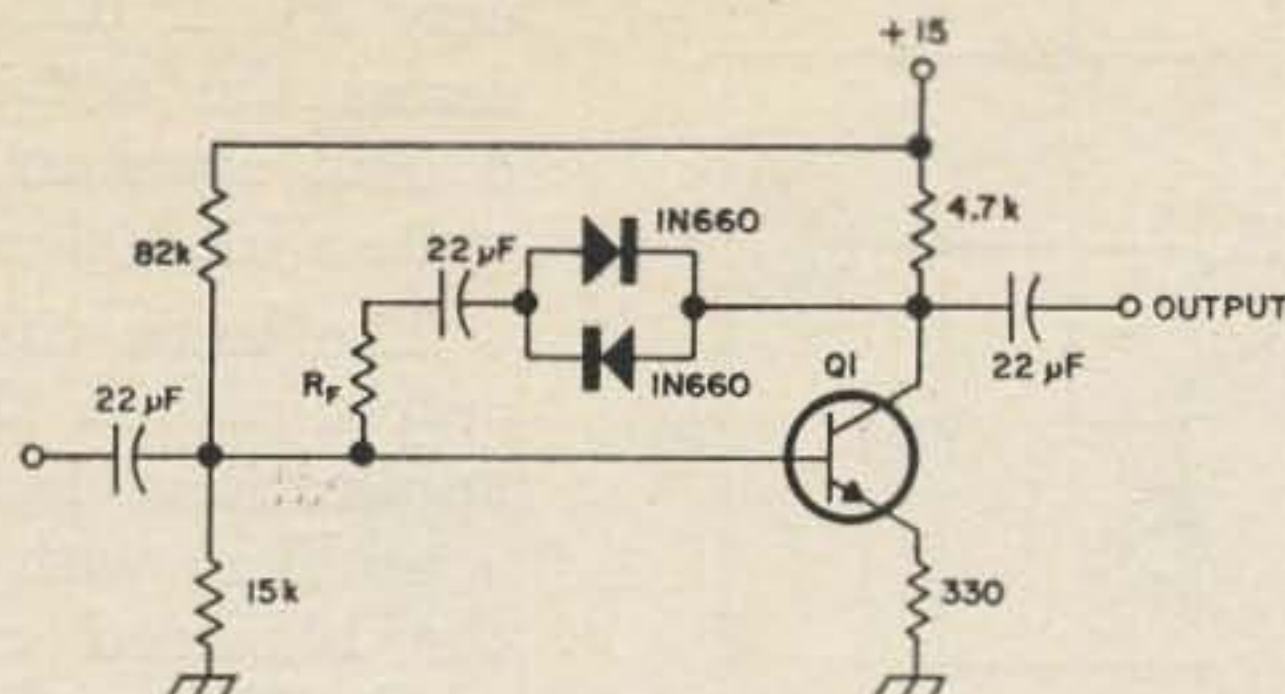 +15
82k
22 µF
IN660
4.7k
22 µF
R_F
IN660
Q1
22 µF
OUTPUT
15k
330